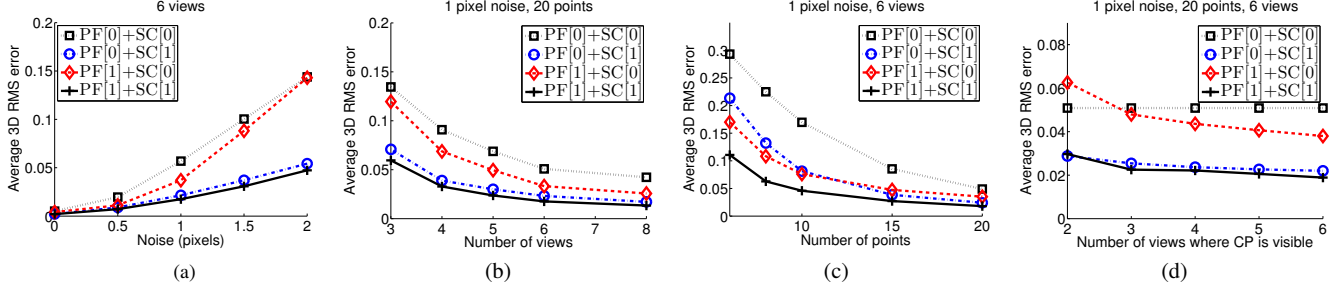 6 views
0.2
0.15
0.1
0.05
0
Average 3D RMS error
PF[0]+SC[0]
PF[0]+SC[1]
PF[1]+SC[0]
PF[1]+SC[1]
0 0.5 1 1.5 2
Noise (pixels)
(a)
1 pixel noise, 20 points
0.2
0.15
0.1
0.05
0
Average 3D RMS error
PF[0]+SC[0]
PF[0]+SC[1]
PF[1]+SC[0]
PF[1]+SC[1]
3 4 5 6 7 8
Number of views
(b)
1 pixel noise, 6 views
0.3
0.25
0.2
0.15
0.1
0.05
0
Average 3D RMS error
PF[0]+SC[0]
PF[0]+SC[1]
PF[1]+SC[0]
PF[1]+SC[1]
10 15 20
Number of points
(c)
1 pixel noise, 20 points, 6 views
0.08
0.06
0.04
0.02
0
Average 3D RMS error
PF[0]+SC[0]
PF[0]+SC[1]
PF[1]+SC[0]
PF[1]+SC[1]
2 3 4 5 6
Number of views where CP is visible
(d)